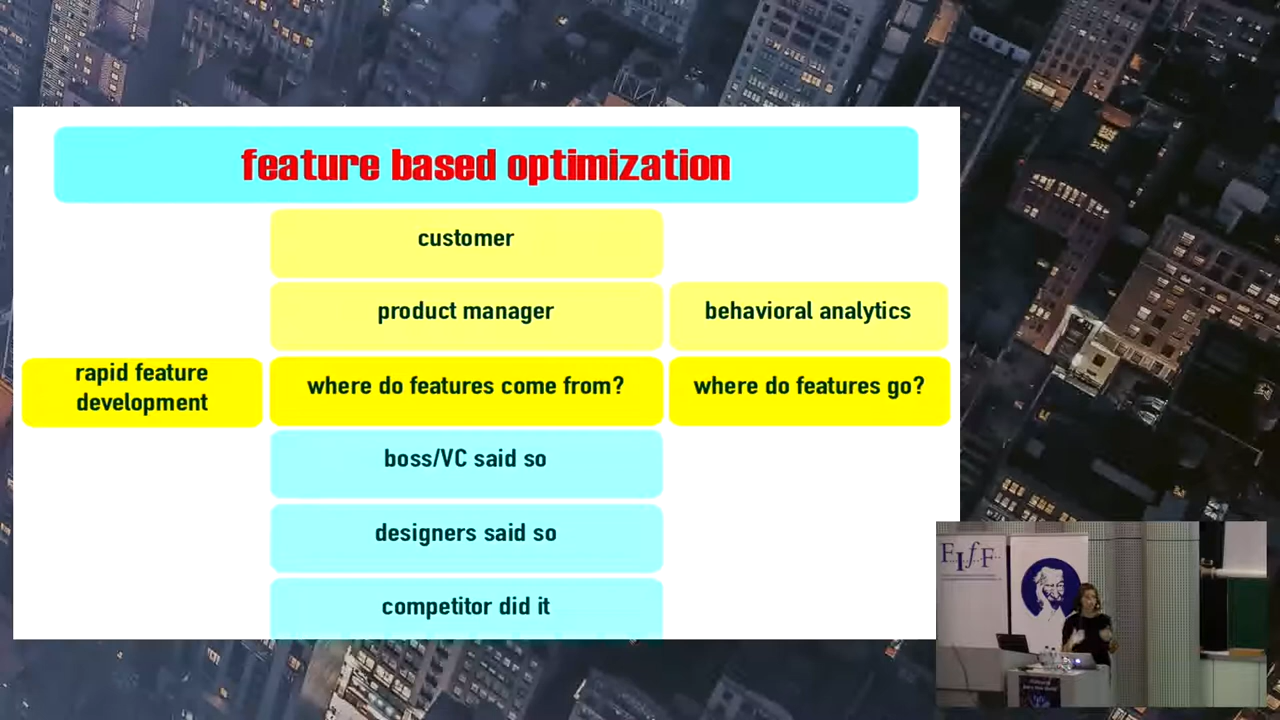 feature based optimization
customer
product manager
behavioral analytics
rapid feature
development
where do features come from?
where do features go?
boss/VC said so
designers said so
competitor did it
FIfF